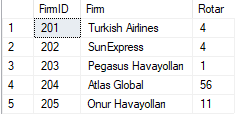 FirmID Firm Rotar
1 201 Turkish Airlines 4
2 202 SunExpress 4
3 203 Pegasus Havayolları 1
4 204 Atlas Global 56
5 205 Onur Havayolları 11